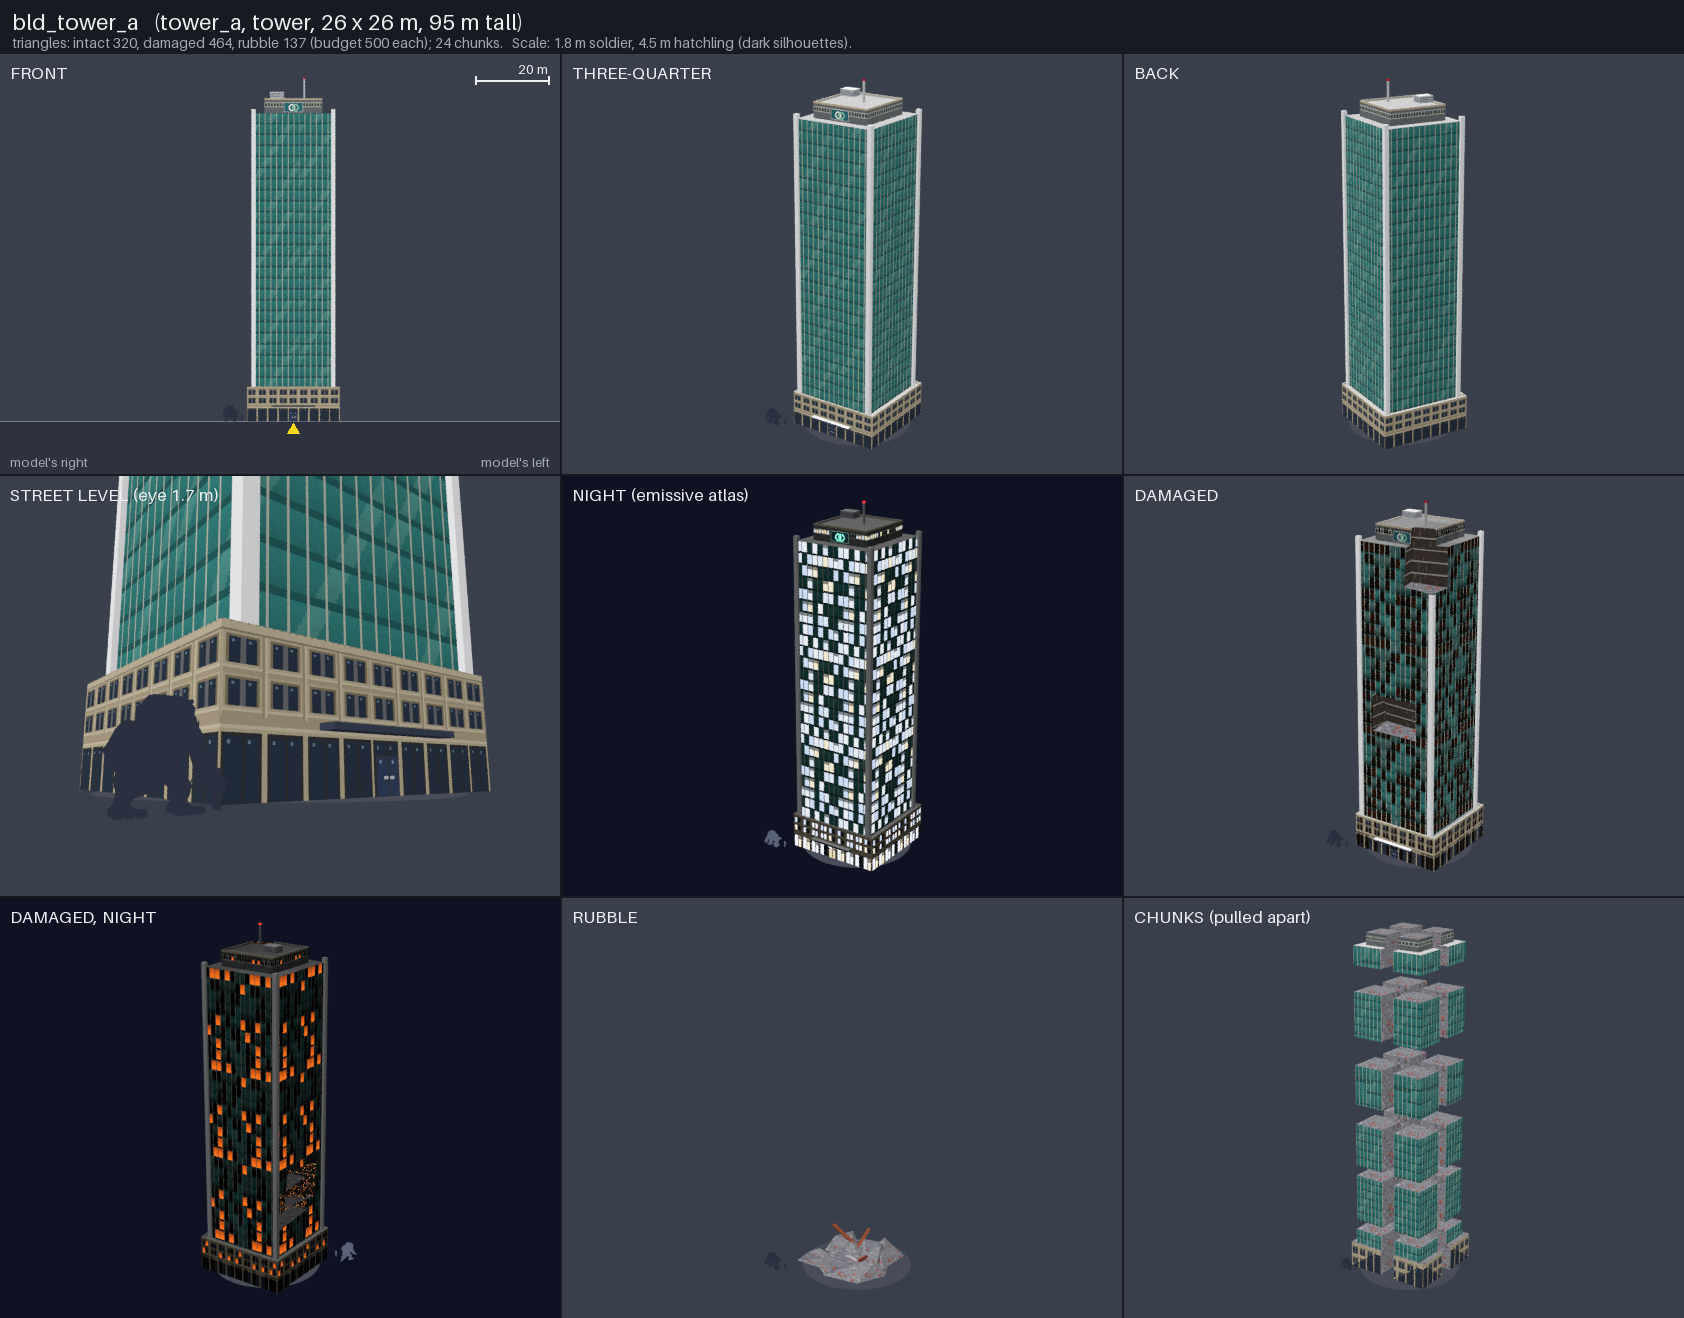 bld_tower_a (tower_a, tower, 26 x 26 m, 95 m tall)
triangles: intact 320, damaged 464, rubble 137 (budget 500 each); 24 chunks. Scale: 1.8 m soldier, 4.5 m hatchling (dark silhouettes).
FRONT
20 m
model's right
model's left
THREE-QUARTER
BACK
STREET LEVEL (eye 1.7 m)
NIGHT (emissive atlas)
DAMAGED
DAMAGED, NIGHT
RUBBLE
CHUNKS (pulled apart)